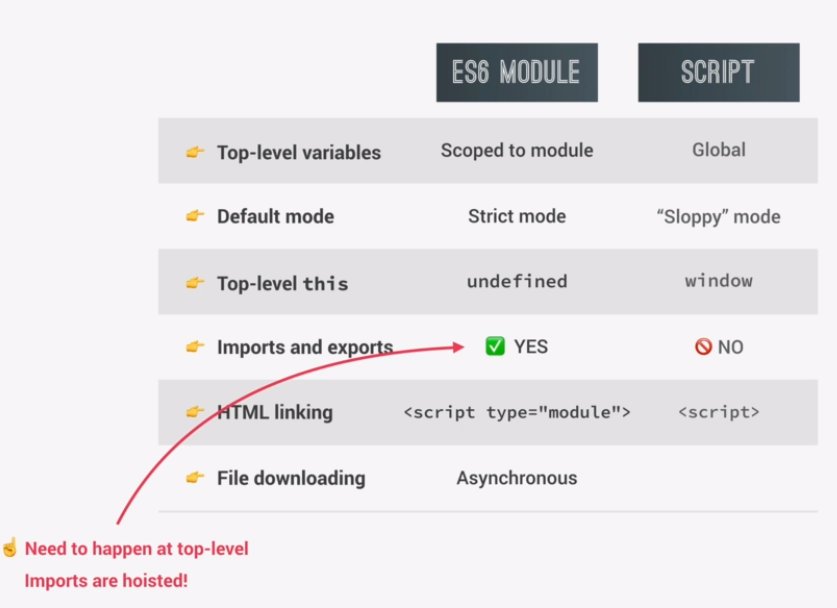 ES6 MODULE SCRIPT
👉 Top-level variables Scoped to module Global
👉 Default mode Strict mode “Sloppy” mode
👉 Top-level this undefined window
👉 Imports and exports ✅ YES 🚫 NO
👉 HTML linking <script type="module"> <script>
👉 File downloading Asynchronous
☝️ Need to happen at top-level
Imports are hoisted!